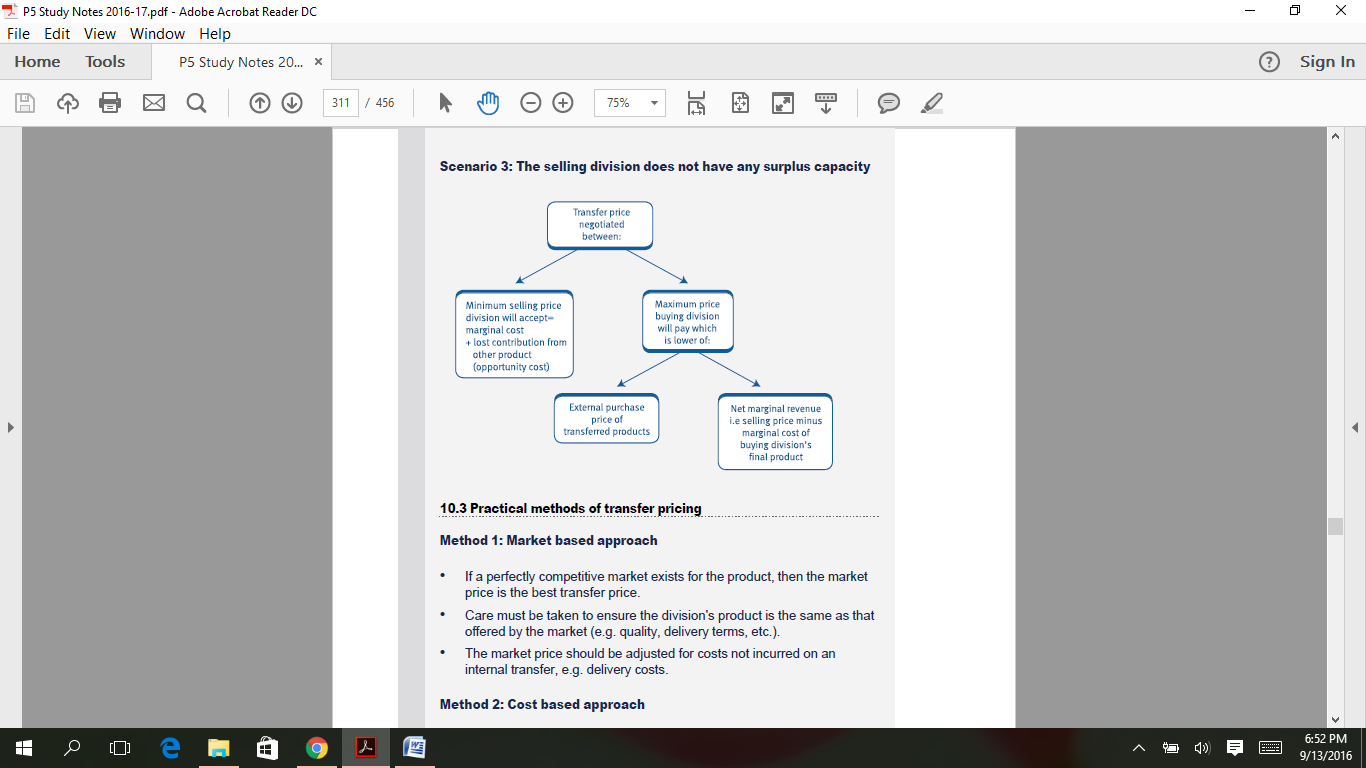 P5 Study Notes 2016-17.pdf - Adobe Acrobat Reader DC
File Edit View Window Help
Home Tools P5 Study Notes 20... × ? Sign In
311 / 456 75%
Scenario 3: The selling division does not have any surplus capacity
Transfer price
negotiated
between:
Minimum selling price
division will accept=
marginal cost
+ lost contribution from
other product
(opportunity cost)
Maximum price
buying division
will pay which
is lower of:
External purchase
price of
transferred products
Net marginal revenue
i.e selling price minus
marginal cost of
buying division's
final product
10.3 Practical methods of transfer pricing
Method 1: Market based approach
• If a perfectly competitive market exists for the product, then the market
price is the best transfer price.
• Care must be taken to ensure the division's product is the same as that
offered by the market (e.g. quality, delivery terms, etc.).
• The market price should be adjusted for costs not incurred on an
internal transfer, e.g. delivery costs.
Method 2: Cost based approach
6:52 PM
9/13/2016